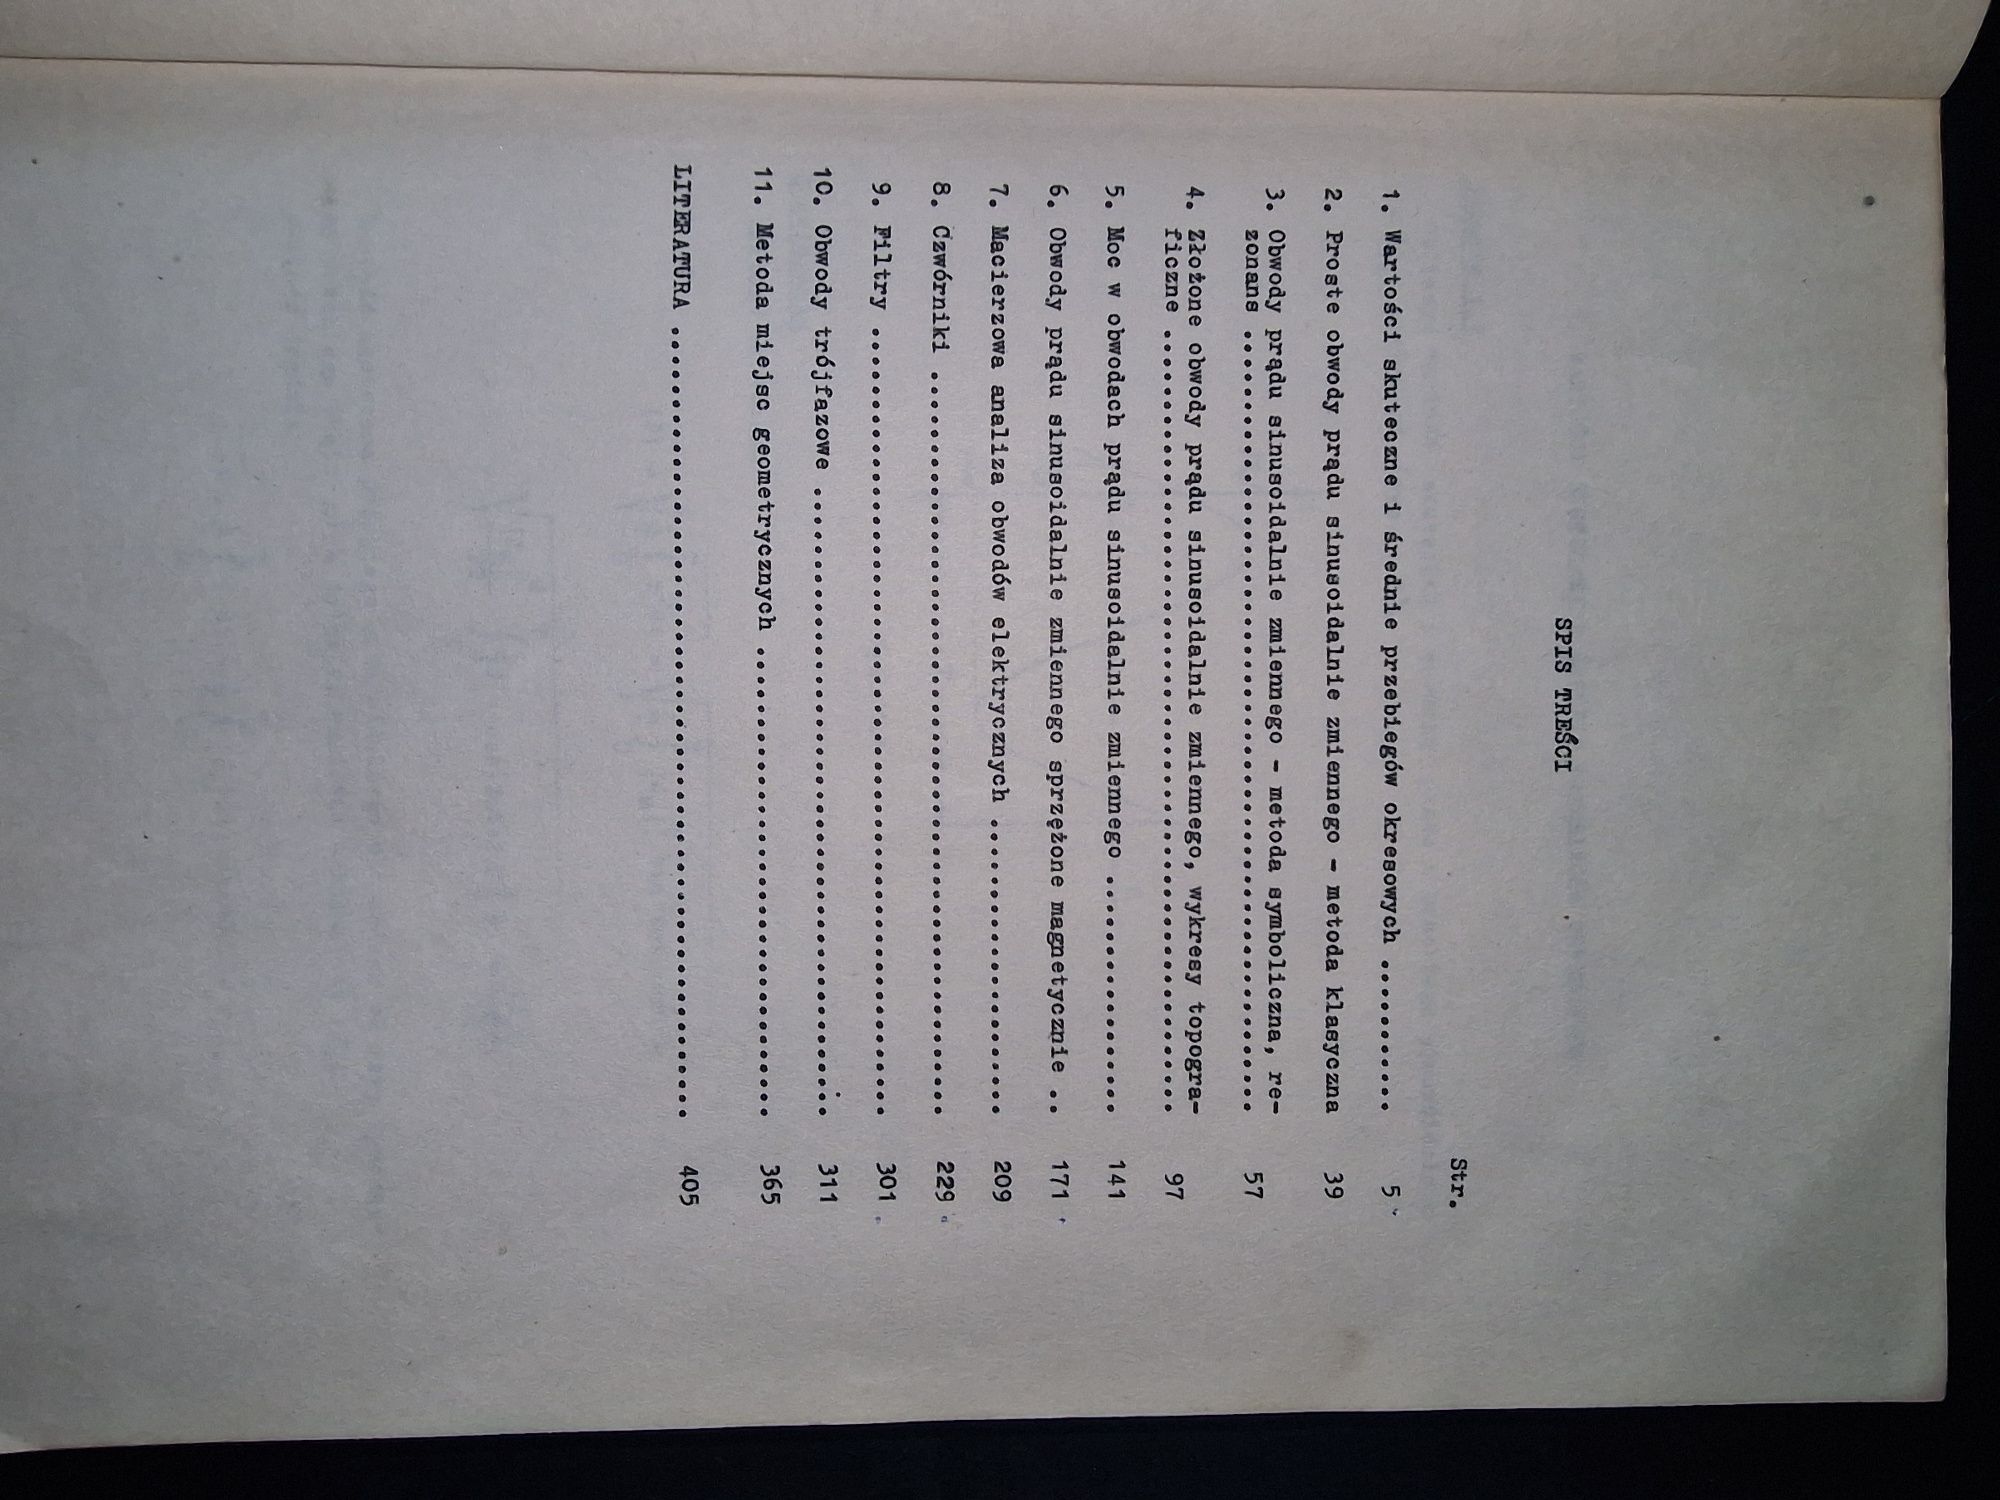 SPIS TREŚCI
Str.
1. Wartości skuteczne i średnie przebiegów okresowych ........... 5
2. Proste obwody prądu sinusoidalnie zmiennego - metoda klasyczna 39
3. Obwody prądu sinusoidalnie zmiennego - metoda symboliczna, re-
zonans ........................................................ 57
4. Złożone obwody prądu sinusoidalnie zmiennego, wykresy topogra-
ficzne ........................................................ 97
5. Moc w obwodach prądu sinusoidalnie zmiennego ................. 141
6. Obwody prądu sinusoidalnie zmiennego sprzężone magnetycznie .. 171
7. Macierzowa analiza obwodów elektrycznych ..................... 209
8. Czwórniki .................................................... 229
9. Filtry ....................................................... 301
10. Obwody trójfazowe ............................................ 311
11. Metoda miejsc geometrycznych ................................. 365
LITERATURA ....................................................... 405